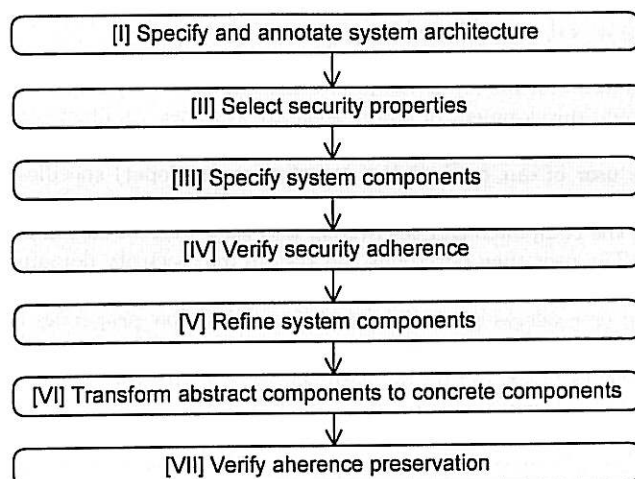 [I] Specify and annotate system architecture
[II] Select security properties
[III] Specify system components
[IV] Verify security adherence
[V] Refine system components
[VI] Transform abstract components to concrete components
[VII] Verify aherence preservation